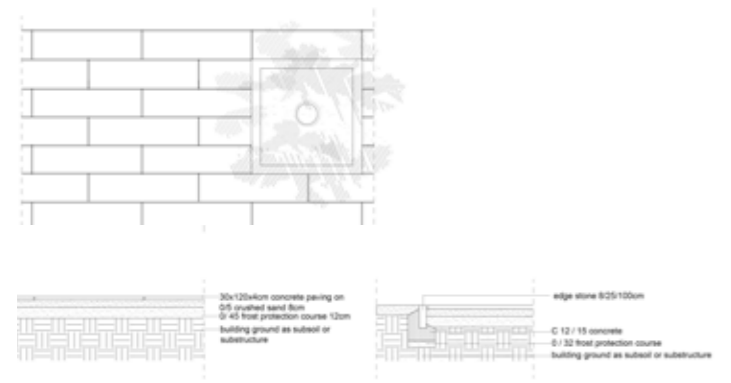 30x120x4cm concrete paving on
0/5 crushed sand 8cm
0/ 45 frost protection course 12cm
building ground as subsoil or
substructure
edge stone 8/25/100cm
C 12 / 15 concrete
0 / 32 frost protection course
building ground as subsoil or substructure